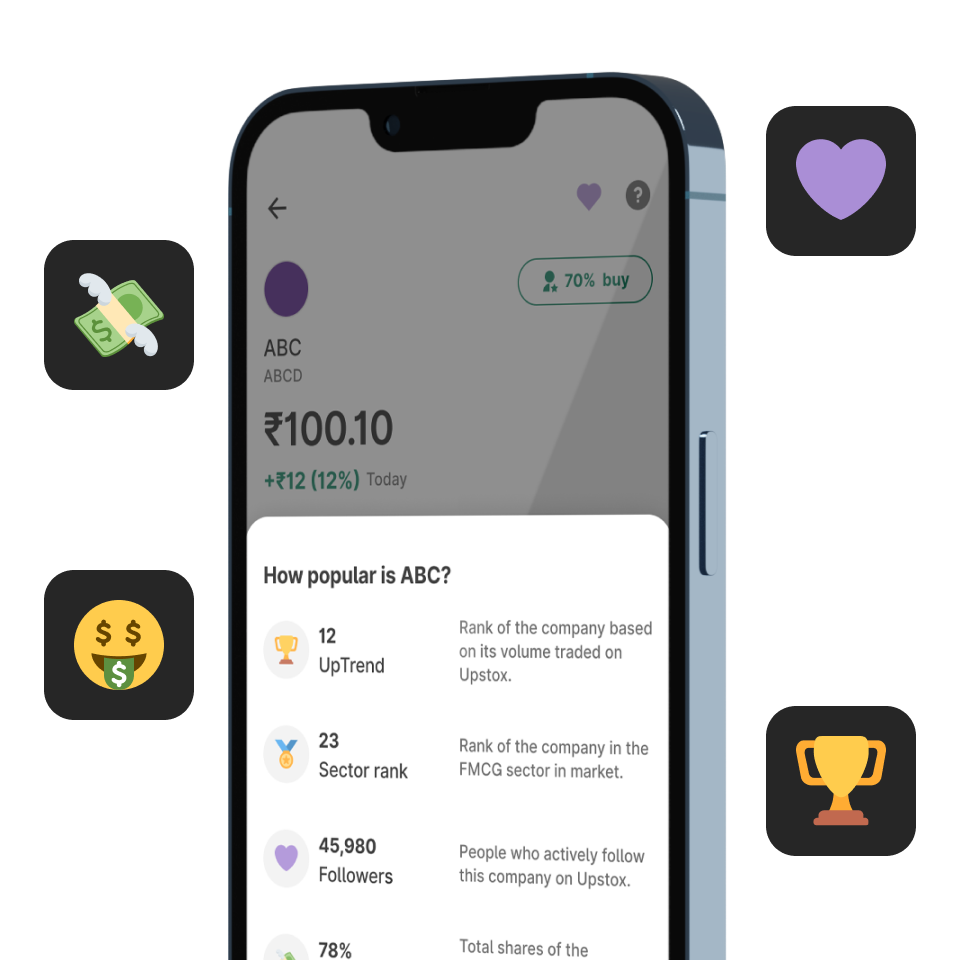 ?
70% buy
ABC
ABCD
₹100.10
+₹12 (12%) Today
How popular is ABC?
12
UpTrend
Rank of the company based
on its volume traded on
Upstox.
23
Sector rank
Rank of the company in the
FMCG sector in market.
45,980
Followers
People who actively follow
this company on Upstox.
78%
Total shares of the